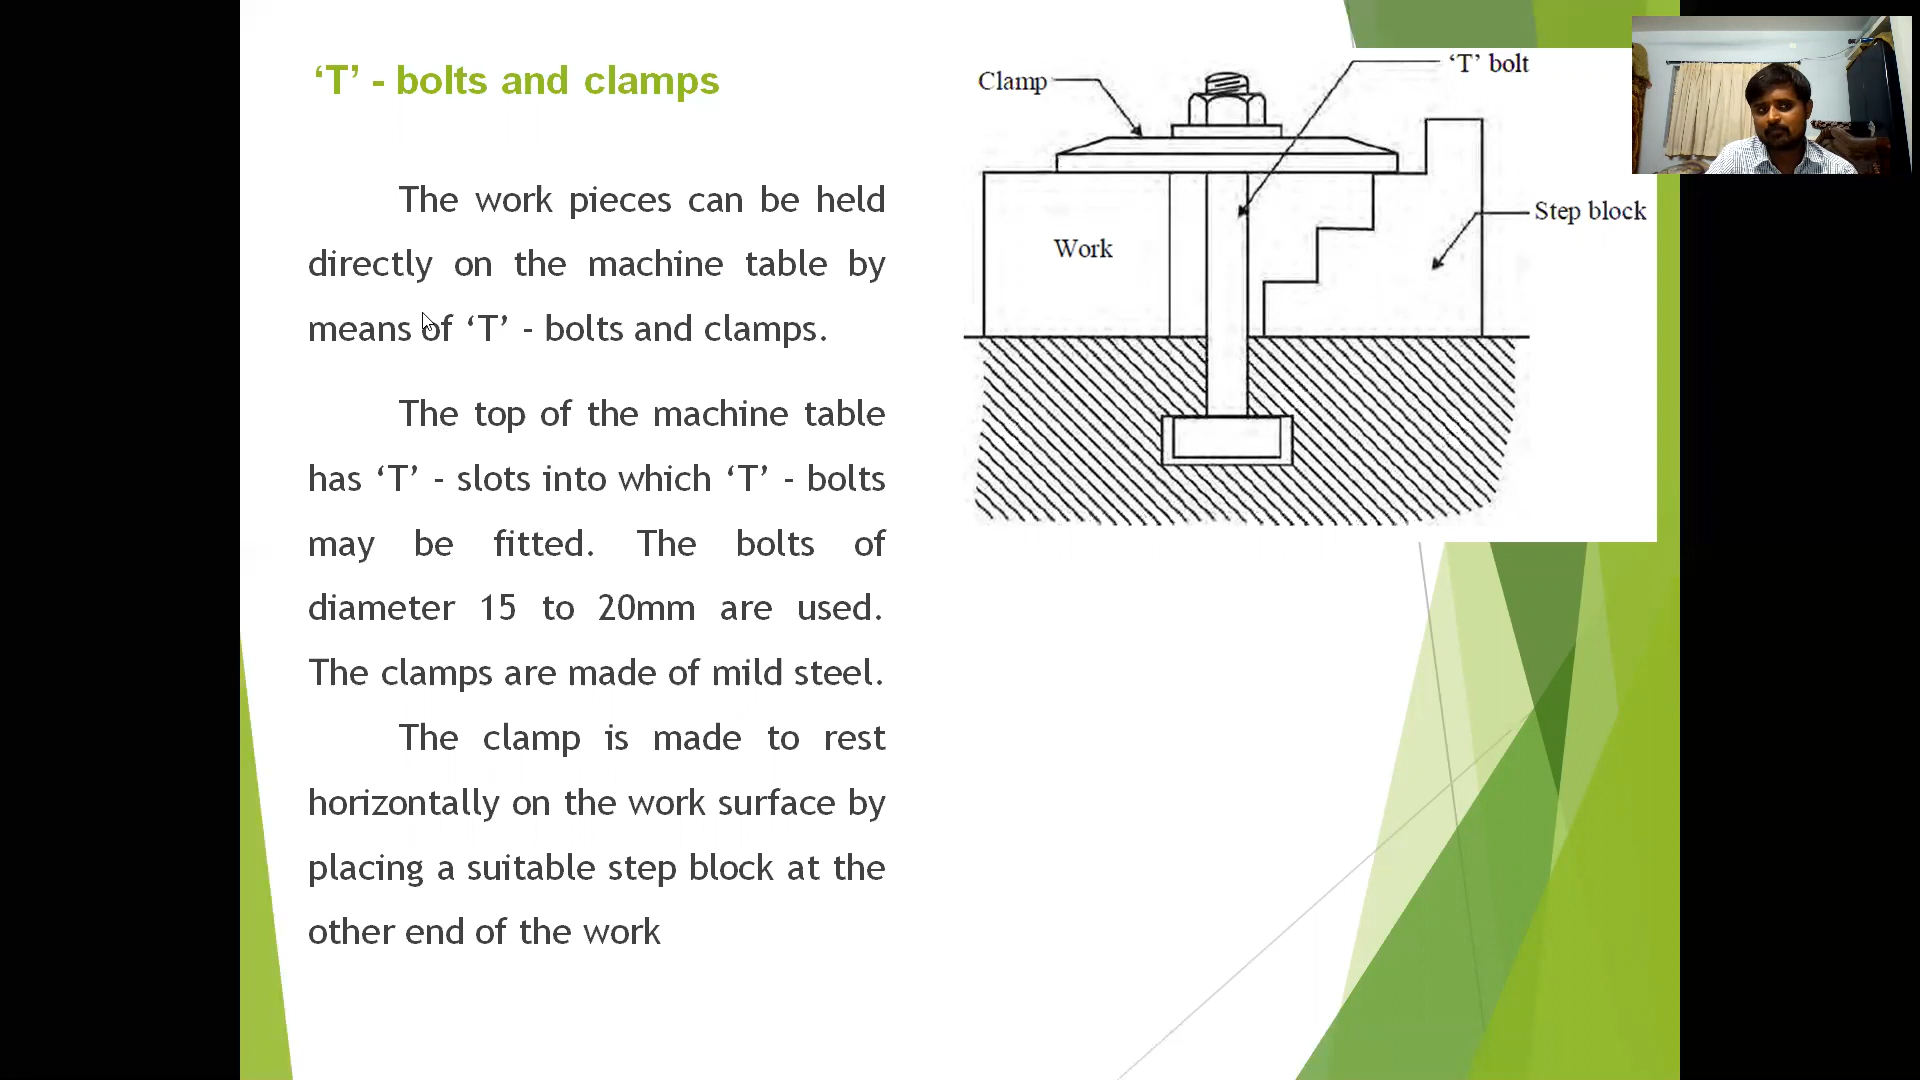 ‘T’ - bolts and clamps
The work pieces can be held
directly on the machine table by
means of ‘T’ - bolts and clamps.
The top of the machine table
has ‘T’ - slots into which ‘T’ - bolts
may be fitted. The bolts of
diameter 15 to 20mm are used.
The clamps are made of mild steel.
The clamp is made to rest
horizontally on the work surface by
placing a suitable step block at the
other end of the work
Clamp
‘T’ bolt
Step block
Work